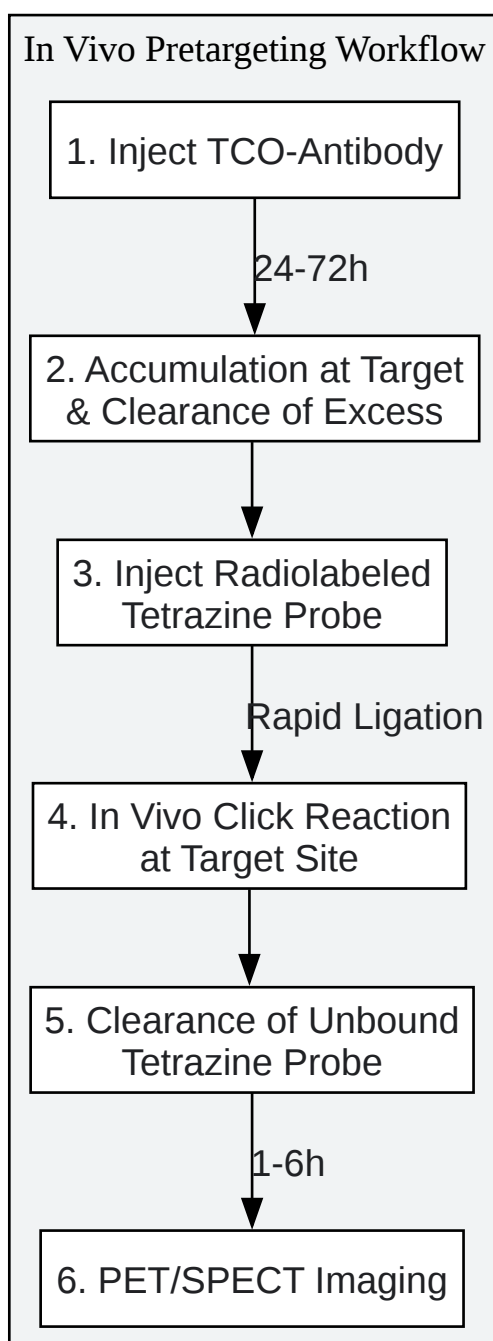 In Vivo Pretargeting Workflow
1. Inject TCO-Antibody
24-72h
2. Accumulation at Target
& Clearance of Excess
3. Inject Radiolabeled
Tetrazine Probe
Rapid Ligation
4. In Vivo Click Reaction
at Target Site
5. Clearance of Unbound
Tetrazine Probe
1-6h
6. PET/SPECT Imaging